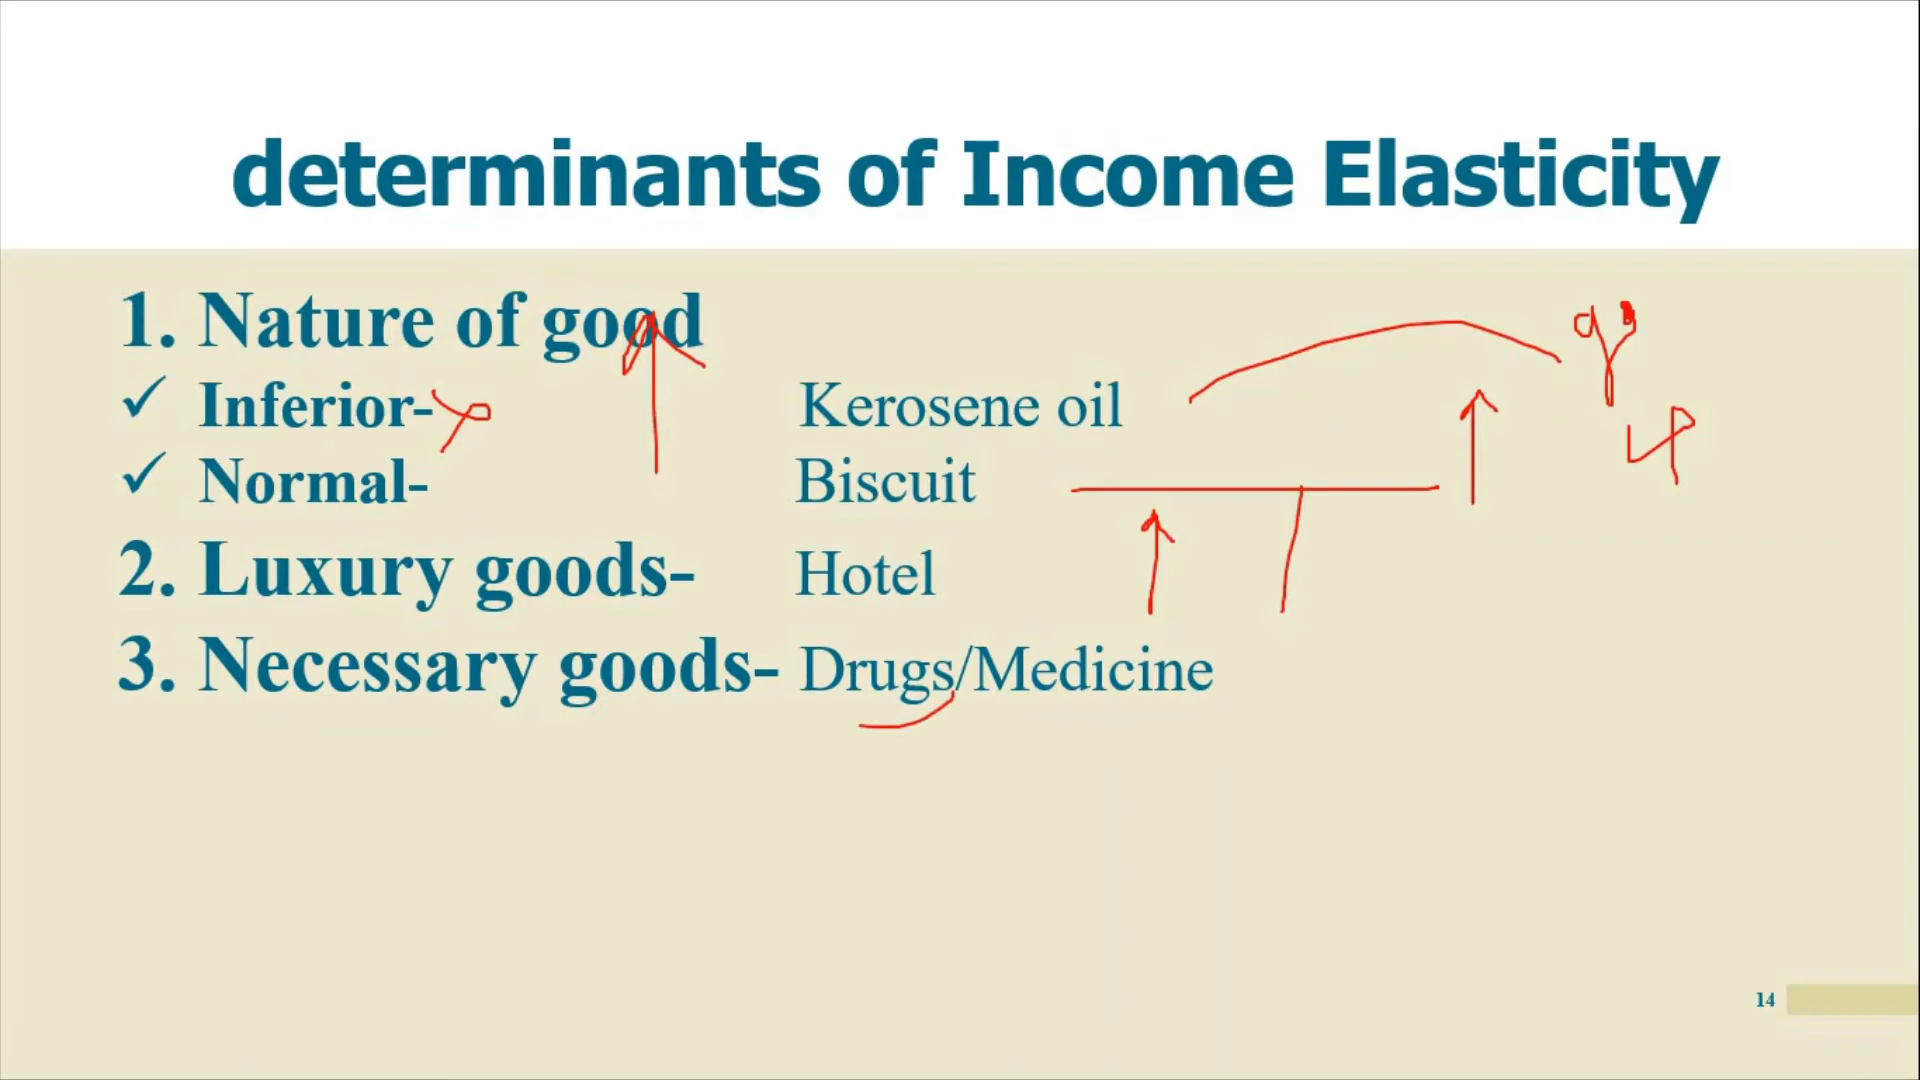 determinants of Income Elasticity
1. Nature of good
✓ Inferior- Kerosene oil
✓ Normal- Biscuit
2. Luxury goods- Hotel
3. Necessary goods- Drugs/Medicine
14